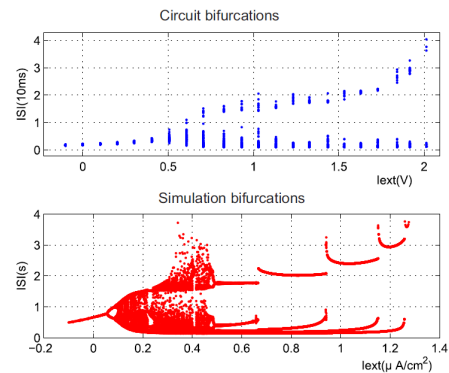 Circuit bifurcations
4
3
2
1
0
ISI(10ms)
0 0.5 1 1.5 2
Iext(V)
Simulation bifurcations
4
3
2
1
0
ISI(s)
−0.2 0 0.2 0.4 0.6 0.8 1 1.2 1.4
Iext(μ A/cm²)